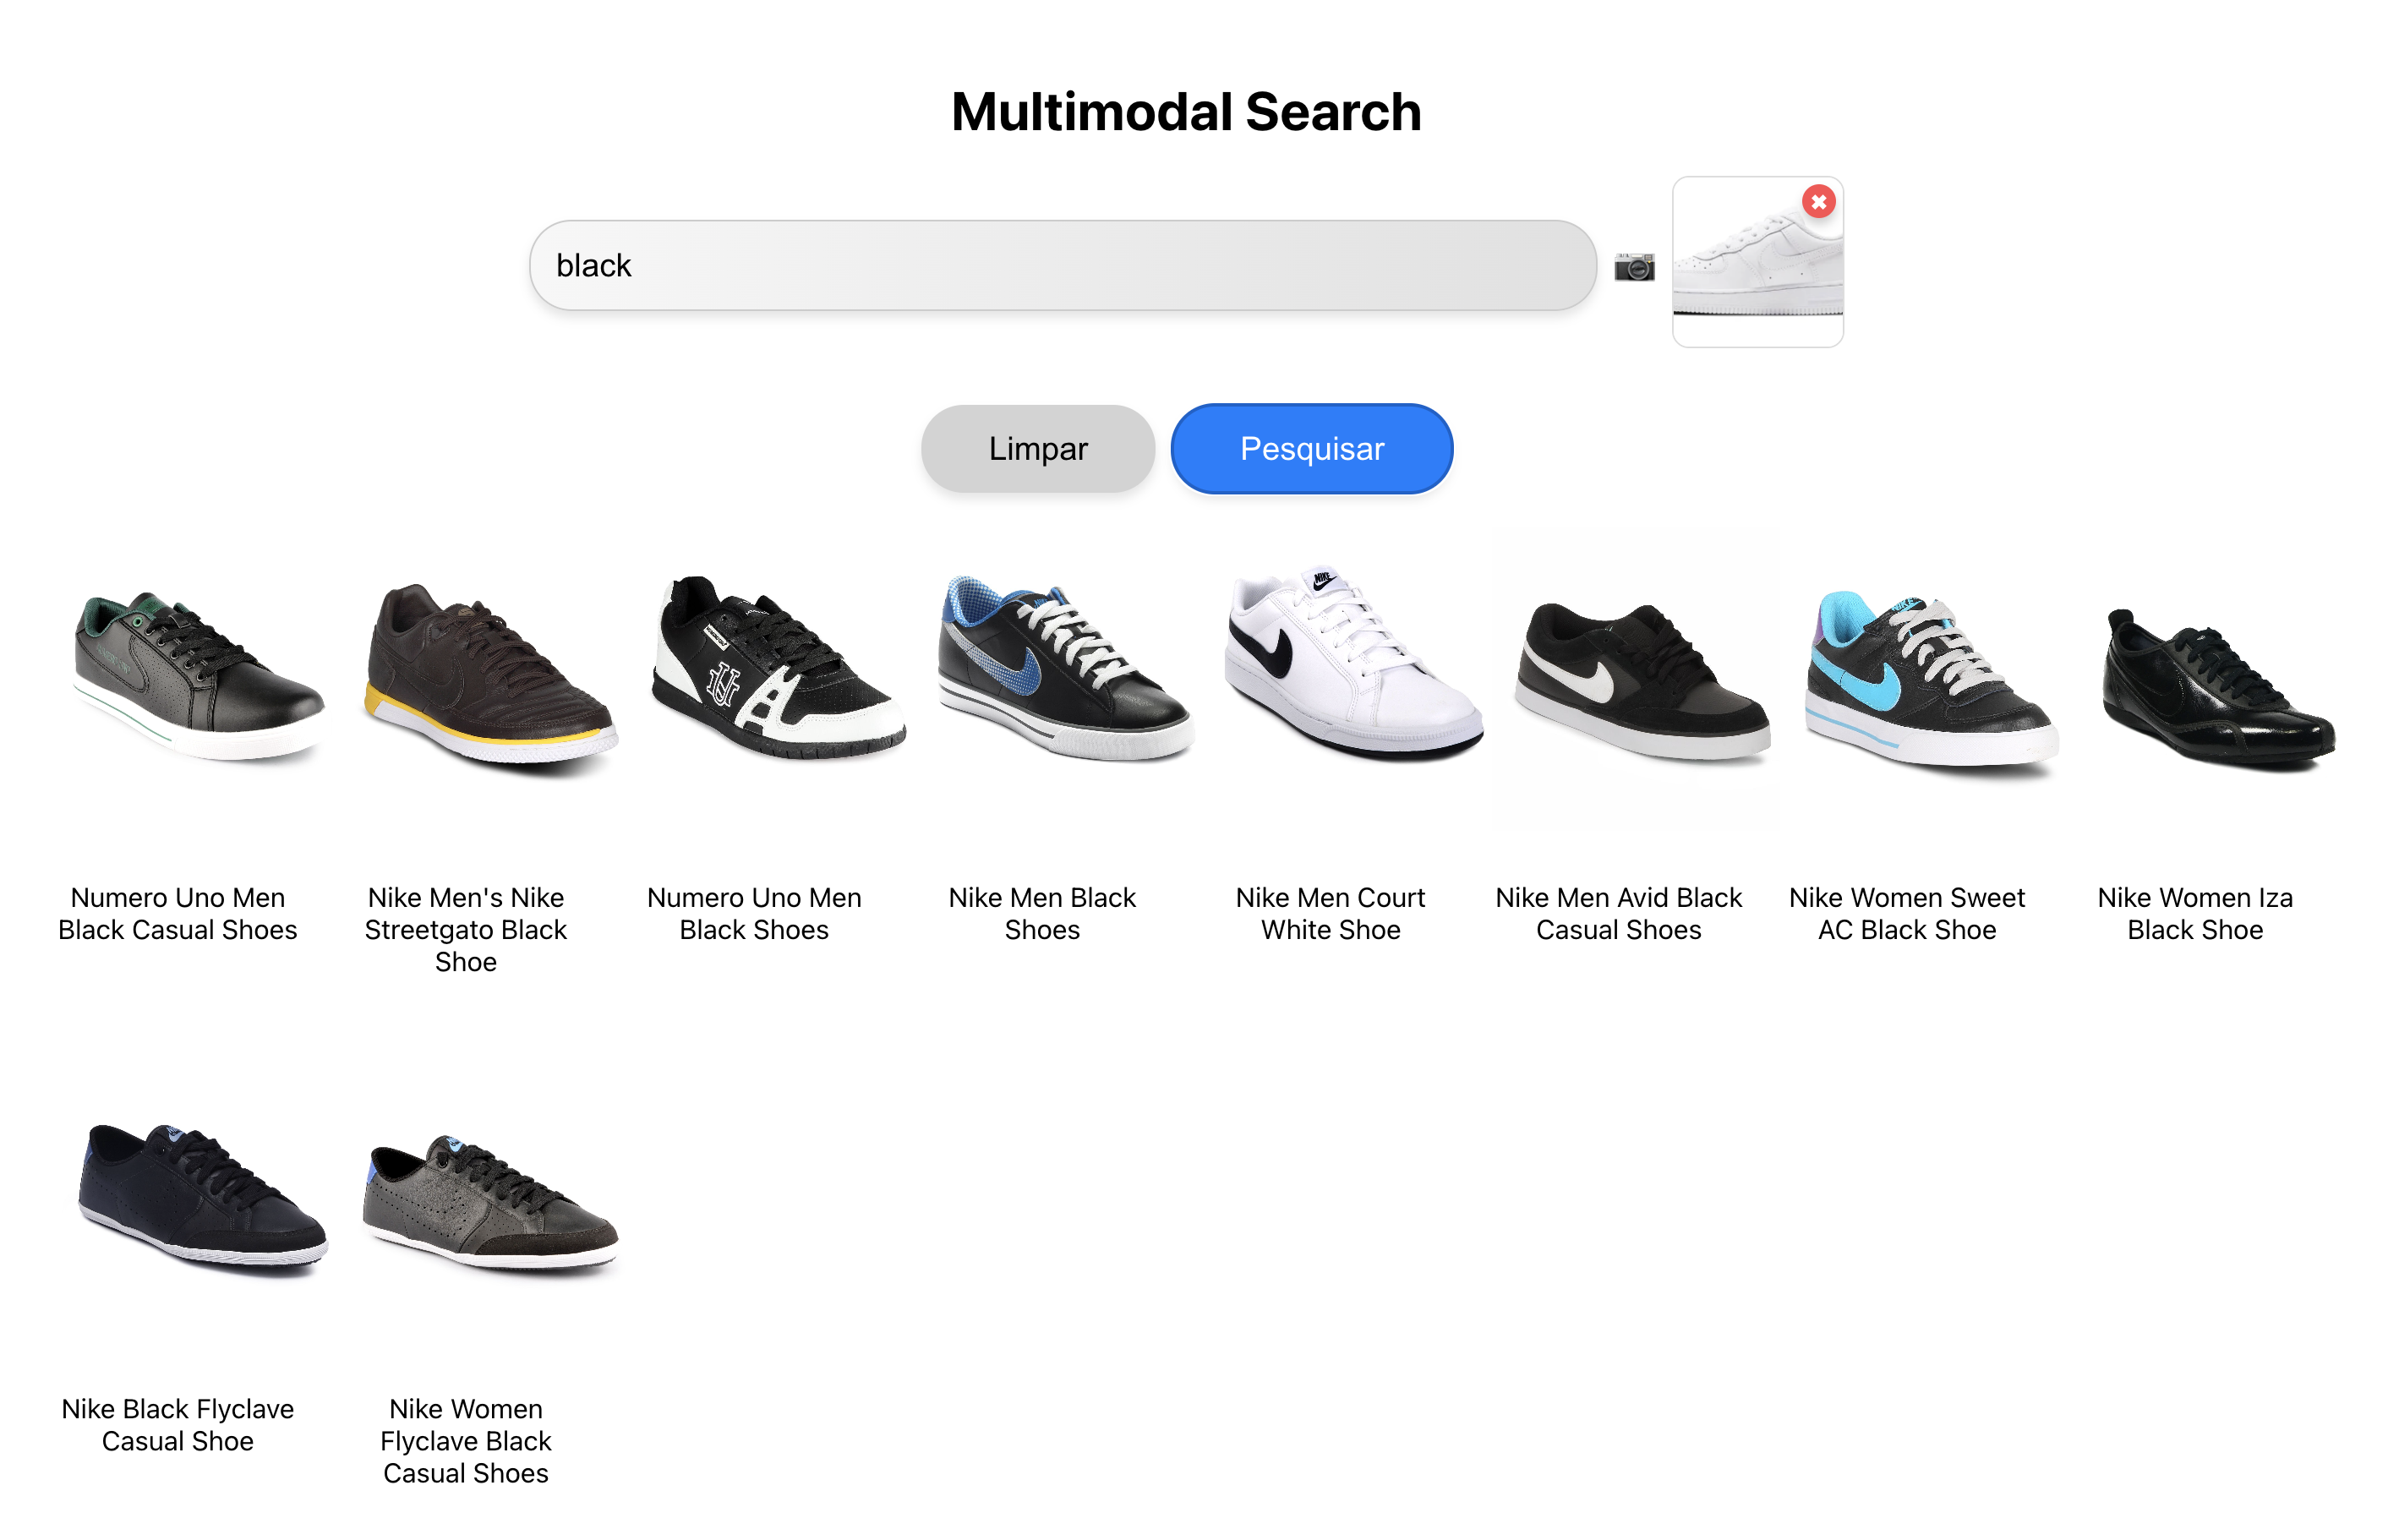 Multimodal Search
black
Limpar
Pesquisar
NIKE
Numero Uno Men
Black Casual Shoes
Nike Men's Nike
Streetgato Black
Shoe
Numero Uno Men
Black Shoes
Nike Men Black
Shoes
Nike Men Court
White Shoe
Nike Men Avid Black
Casual Shoes
Nike Women Sweet
AC Black Shoe
Nike Women Iza
Black Shoe
Nike Black Flyclave
Casual Shoe
Nike Women
Flyclave Black
Casual Shoes